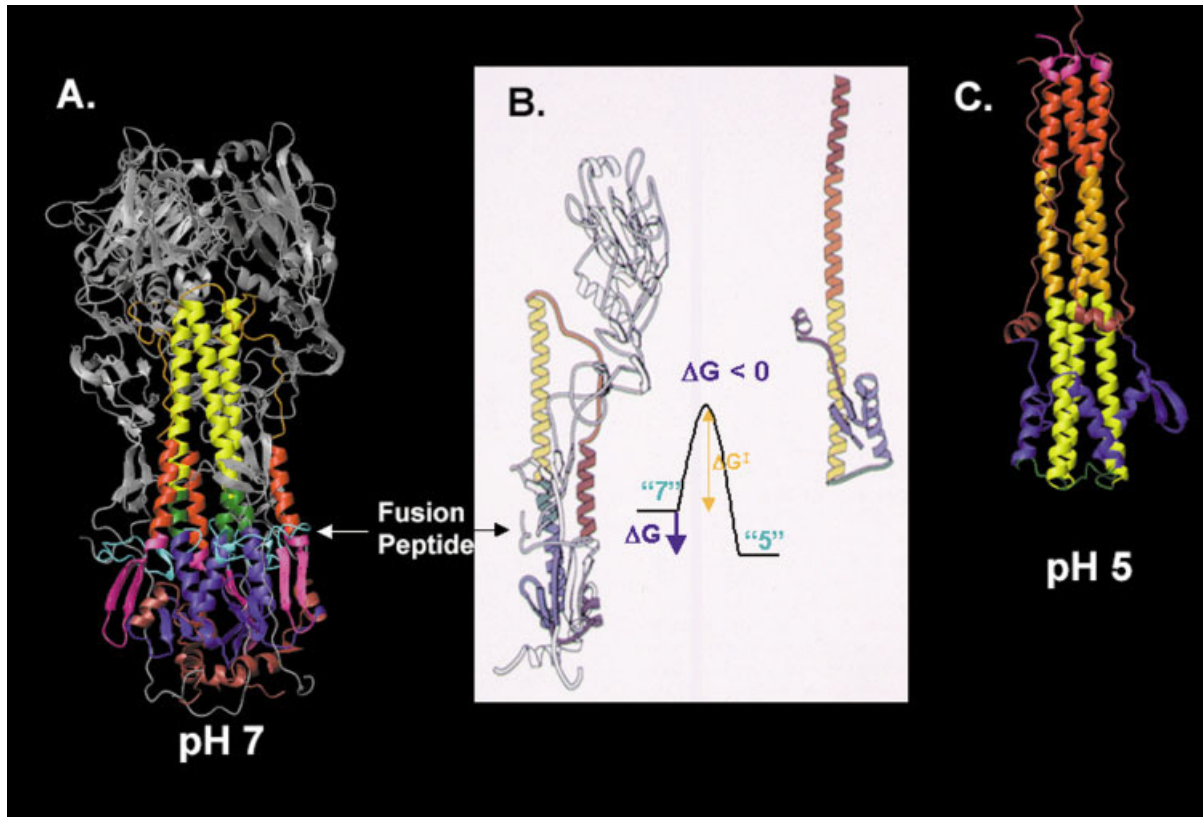 A.
B.
C.
ΔG < 0
ΔG‡
“7”
Fusion
Peptide
ΔG
“5”
pH 5
pH 7